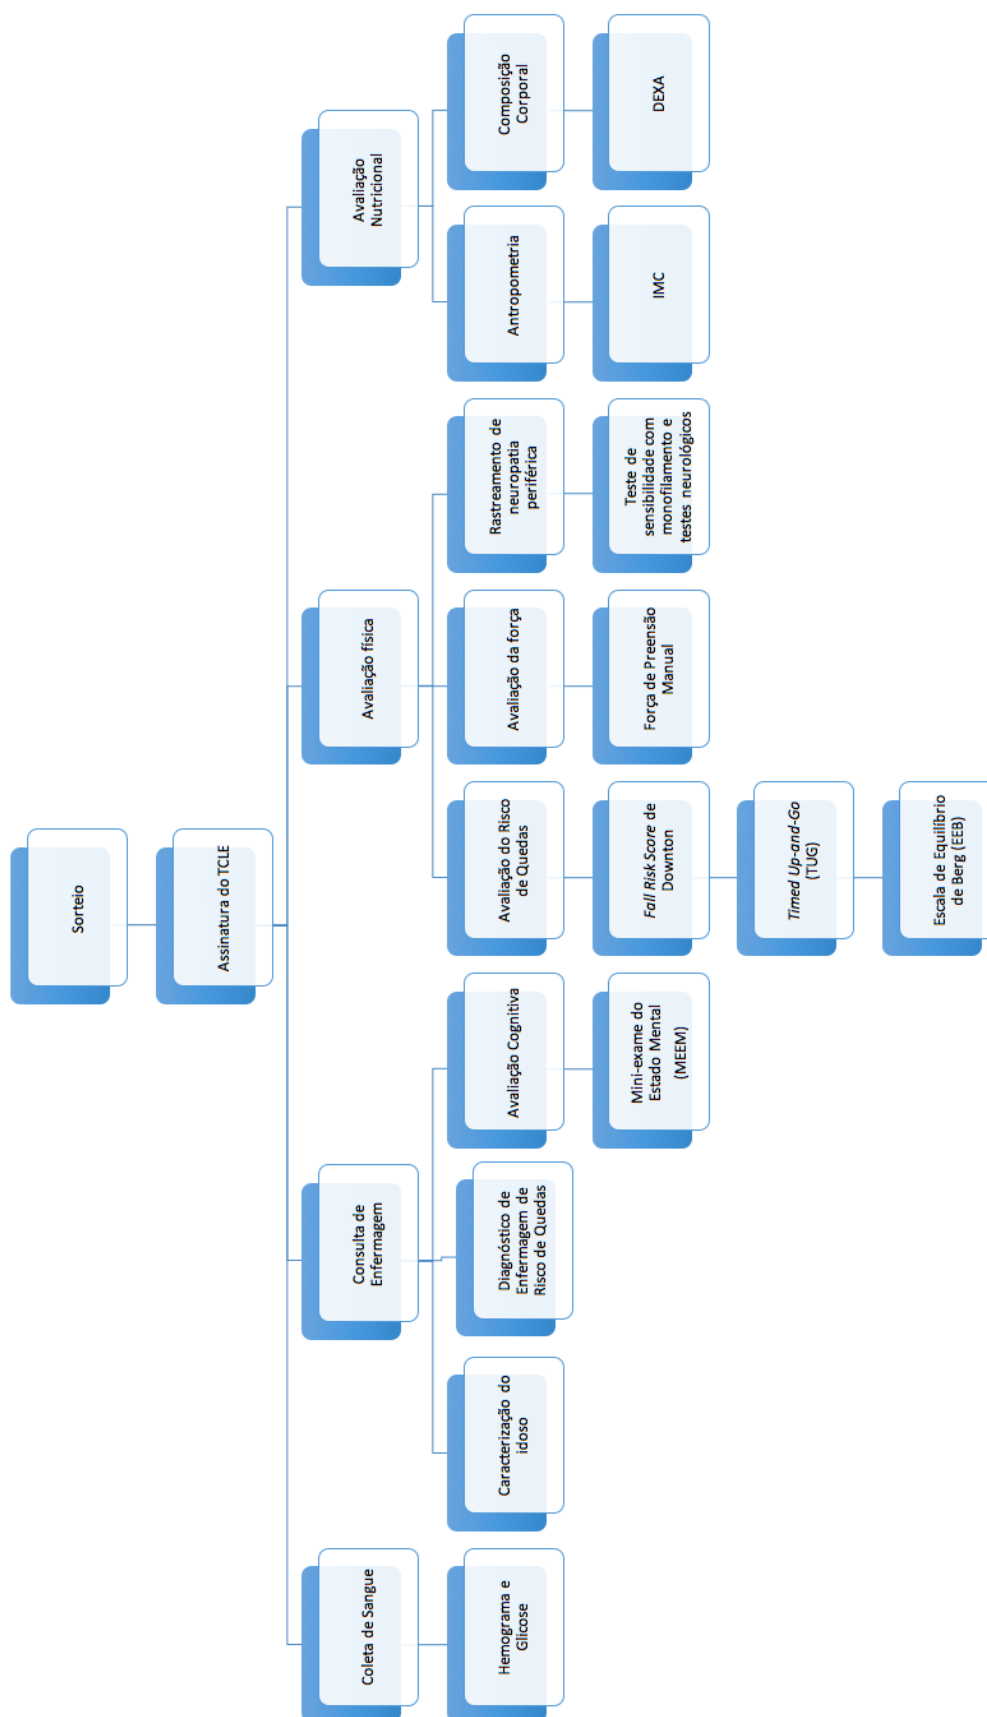 Sorteio
Assinatura do TCLE
Coleta de Sangue
Hemograma e
Glicose
Consulta de
Enfermagem
Caracterização do
idoso
Diagnóstico de
Enfermagem de
Risco de Quedas
Avaliação Cognitiva
Mini-exame do
Estado Mental
(MEEM)
Avaliação física
Avaliação do Risco
de Quedas
Fall Risk Score de
Downton
Timed Up-and-Go
(TUG)
Escala de Equilíbrio
de Berg (EEB)
Avaliação da força
Força de Preensão
Manual
Rastreamento de
neuropatia
periférica
Teste de
sensibilidade com
monofilamento e
testes neurológicos
Avaliação
Nutricional
Antropometria
IMC
Composição
Corporal
DEXA